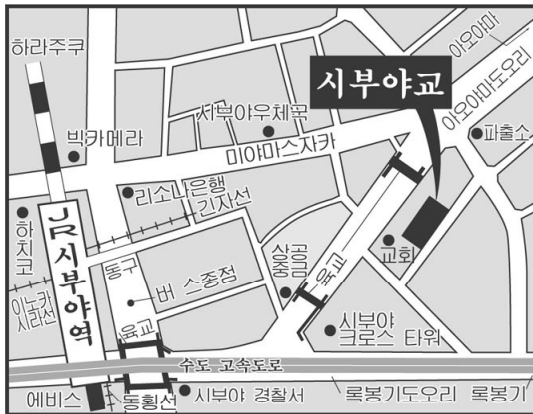 하라주쿠
아오야마
시부야교
아오야마도오리
시부야우체국
빅카메라
파출소
미야마스자카
리소나은행
긴자선
하치코
JR시부야역
동구
상공
중금
육교
교회
버스종점
이노카
시라선
육교
시부야
크로스 타워
수도 고속도로
에비스
동횡선
시부야 경찰서
록봉기도오리
록봉기